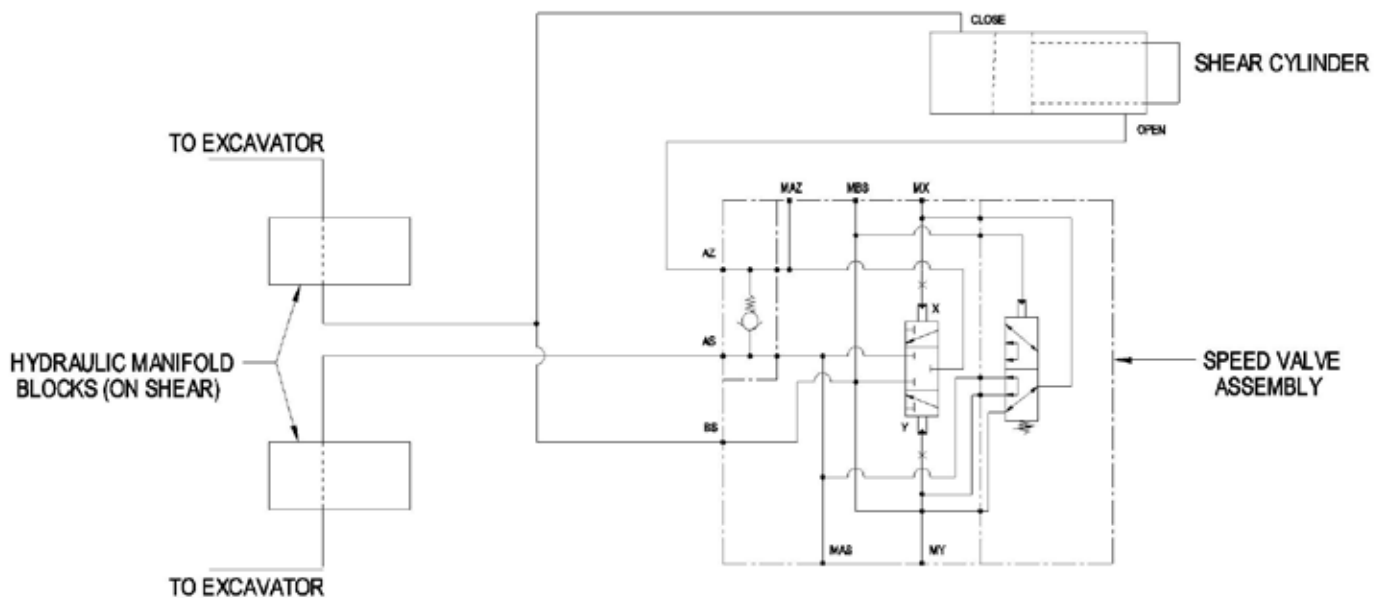 CLOSE
SHEAR CYLINDER
OPEN
TO EXCAVATOR
MAZ
MBS
MX
AZ
X
AS
HYDRAULIC MANIFOLD
BLOCKS (ON SHEAR)
SPEED VALVE
ASSEMBLY
Y
BS
MAS
MY
TO EXCAVATOR